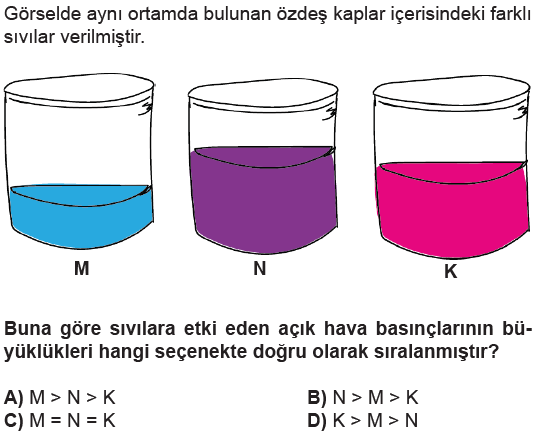 Görselde aynı ortamda bulunan özdeş kaplar içerisindeki farklı
sıvılar verilmiştir.
M
N
K
Buna göre sıvılara etki eden açık hava basınçlarının bü-
yüklükleri hangi seçenekte doğru olarak sıralanmıştır?
A) M > N > K
B) N > M > K
C) M = N = K
D) K > M > N